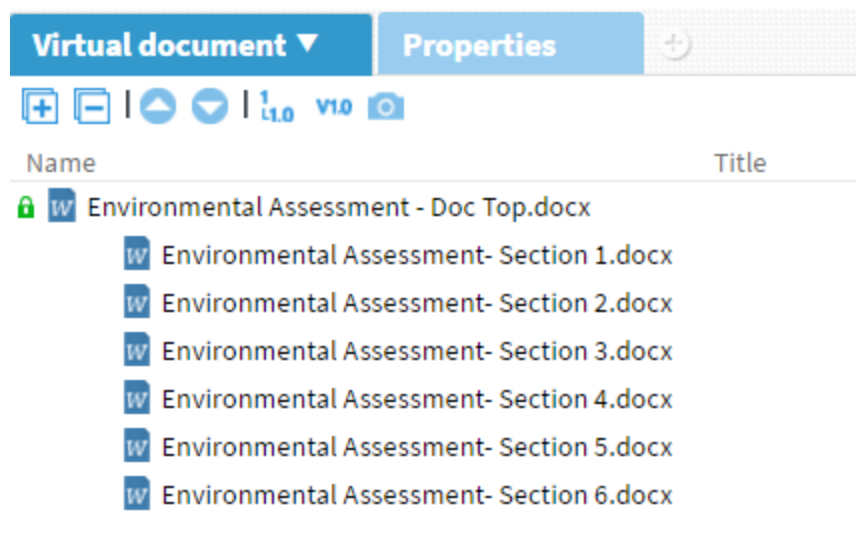 Virtual document ▼ Properties
1 L1.0 V1.0
Name Title
W Environmental Assessment - Doc Top.docx
W Environmental Assessment- Section 1.docx
W Environmental Assessment- Section 2.docx
W Environmental Assessment- Section 3.docx
W Environmental Assessment- Section 4.docx
W Environmental Assessment- Section 5.docx
W Environmental Assessment- Section 6.docx